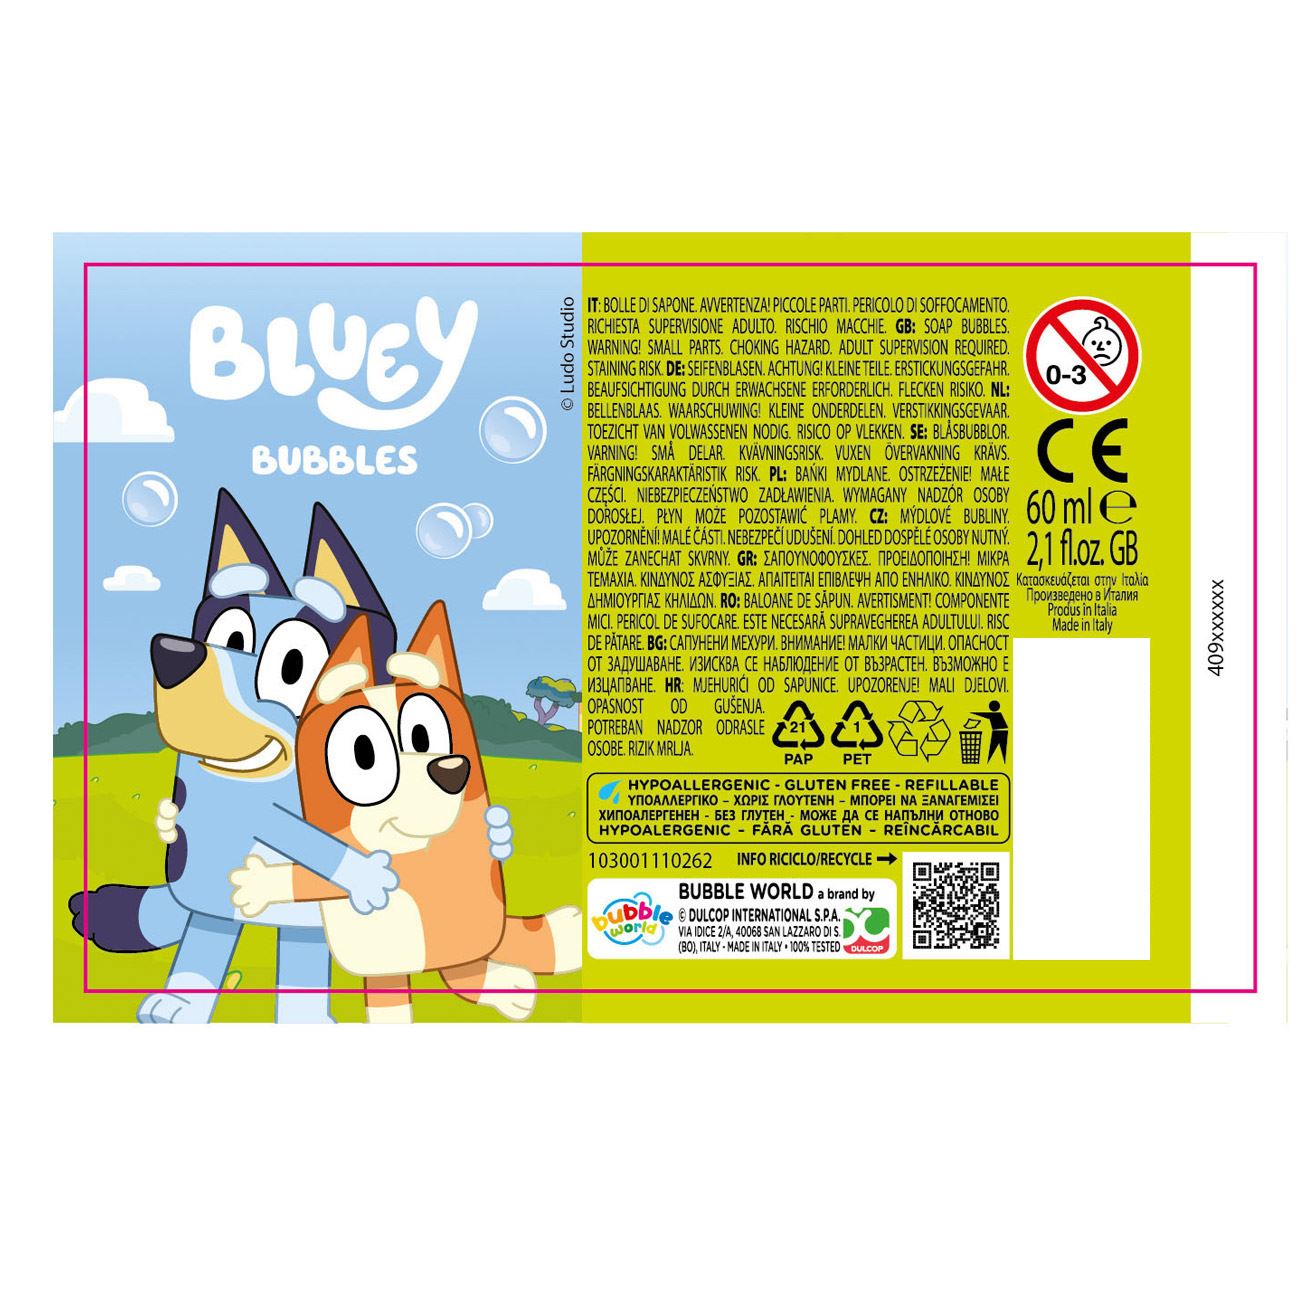 BLUEY
BUBBLES
© Ludo Studio
IT: BOLLE DI SAPONE. AVVERTENZA! PICCOLE PARTI. PERICOLO DI SOFFOCAMENTO.
RICHIESTA SUPERVISIONE ADULTO. RISCHIO MACCHIE. GB: SOAP BUBBLES.
WARNING! SMALL PARTS. CHOKING HAZARD. ADULT SUPERVISION REQUIRED.
STAINING RISK. DE: SEIFENBLASEN. ACHTUNG! KLEINE TEILE. ERSTICKUNGSGEFAHR.
BEAUFSICHTIGUNG DURCH ERWACHSENE ERFORDERLICH. FLECKEN RISIKO. NL:
BELLENBLAAS. WAARSCHUWING! KLEINE ONDERDELEN. VERSTIKKINGSGEVAAR.
TOEZICHT VAN VOLWASSENEN NODIG. RISICO OP VLEKKEN. SE: BLÅSBUBBLOR.
VARNING! SMÅ DELAR. KVÄVNINGSRISK. VUXEN ÖVERVAKNING KRÄVS.
FÄRGNINGSKARAKTÄRISTIK RISK. PL: BAŃKI MYDLANE. OSTRZEŻENIE! MAŁE
CZĘŚCI. NIEBEZPIECZEŃSTWO ZADŁAWIENIA. WYMAGANY NADZÓR OSOBY
DOROSŁEJ. PŁYN MOŻE POZOSTAWIĆ PLAMY. CZ: MÝDLOVÉ BUBLINY.
UPOZORNĚNÍ! MALÉ ČÁSTI. NEBEZPEČÍ UDUŠENÍ. DOHLED DOSPĚLÉ OSOBY NUTNÝ.
MŮŽE ZANECHAT SKVRNY. GR: ΣΑΠΟΥΝΟΦΟΥΣΚΕΣ. ΠΡΟΕΙΔΟΠΟΙΗΣΗ! ΜΙΚΡΑ
ΤΕΜΑΧΙΑ. ΚΙΝΔΥΝΟΣ ΑΣΦΥΞΙΑΣ. ΑΠΑΙΤΕΙΤΑΙ ΕΠΙΒΛΕΨΗ ΑΠΟ ΕΝΗΛΙΚΟ. ΚΙΝΔΥΝΟΣ
ΔΗΜΙΟΥΡΓΙΑΣ ΚΗΛΙΔΩΝ. RO: BALOANE DE SĂPUN. AVERTISMENT! COMPONENTE
MICI. PERICOL DE SUFOCARE. ESTE NECESARĂ SUPRAVEGHEREA ADULTULUI. RISC
DE PĂTARE. BG: САПУНЕНИ МЕХУРИ. ВНИМАНИЕ! МАЛКИ ЧАСТИЦИ. ОПАСНОСТ
ОТ ЗАДУШАВАНЕ. ИЗИСКВА СЕ НАБЛЮДЕНИЕ ОТ ВЪЗРАСТЕН. ВЪЗМОЖНО Е
ИЗЦАПВАНЕ. HR: MJEHURIĆI OD SAPUNICE. UPOZORENJE! MALI DJELOVI.
OPASNOST OD GUŠENJA.
POTREBAN NADZOR ODRASLE
OSOBE. RIZIK MRLJA.
21
PAP
1
PET
HYPOALLERGENIC - GLUTEN FREE - REFILLABLE
ΥΠΟΑΛΛΕΡΓΙΚΟ – ΧΩΡΙΣ ΓΛΟΥΤΕΝΗ – ΜΠΟΡΕΙ ΝΑ ΞΑΝΑΓΕΜΙΣΕΙ
ХИПОАЛЕРГЕНЕН - БЕЗ ГЛУТЕН - МОЖЕ ДА СЕ НАПЪЛНИ ОТНОВО
HYPOALERGENIC – FĂRĂ GLUTEN – REÎNCĂRCABIL
103001110262 INFO RICICLO/RECYCLE
bubble world
BUBBLE WORLD a brand by
© DULCOP INTERNATIONAL S.P.A.
VIA IDICE 2/A, 40068 SAN LAZZARO DI S.
(BO), ITALY - MADE IN ITALY • 100% TESTED
DULCOP
0-3
CE
60 ml e
2,1 fl.oz. GB
Κατασκευάζεται στην Ιταλία
Произведено в Италия
Produs în Italia
Made in Italy
409xxxxxx